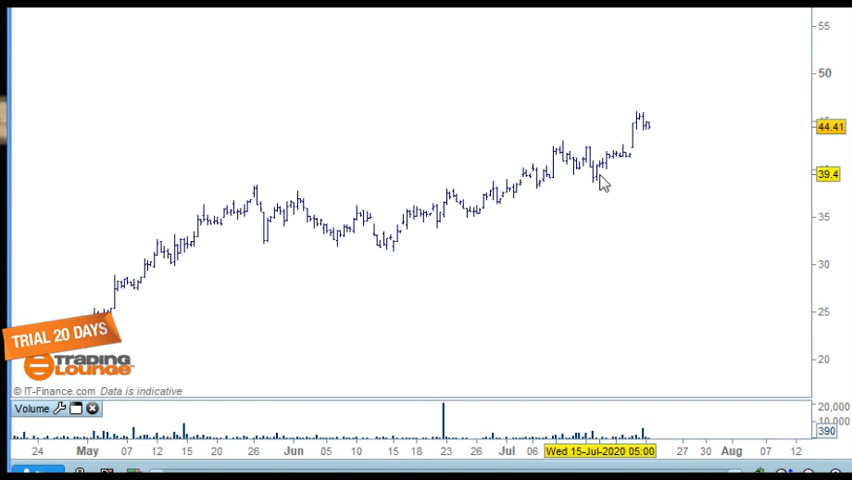 55
50
44.41
39.4
35
30
25
20
TRIAL 20 DAYS
TRADING
LOUNGE
© IT-Finance.com Data is indicative
Volume
20,000
10,000
390
24 May 07 12 15 20 26 Jun 05 10 15 18 23 26 Jul 06 Wed 15-Jul-2020 05:00 27 30 Aug 07 12